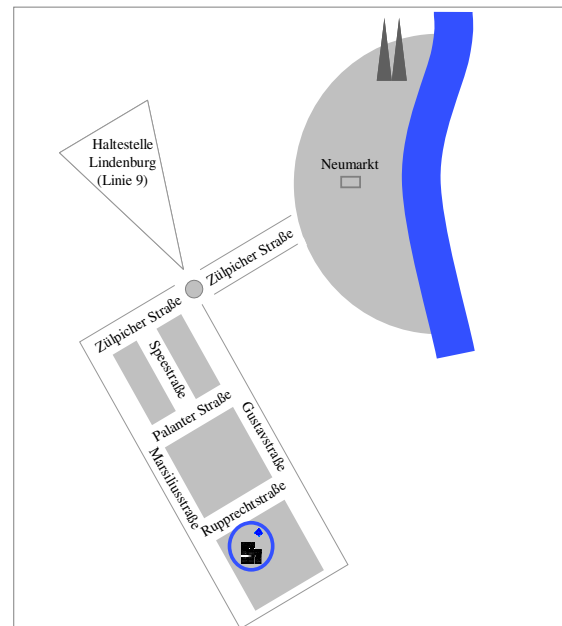 Haltestelle
Lindenburg
(Linie 9)
Neumarkt
Zülpicher Straße
Zülpicher Straße
Speestraße
Palanter Straße
Gustavstraße
Marsiliusstraße
Rupprechtstraße